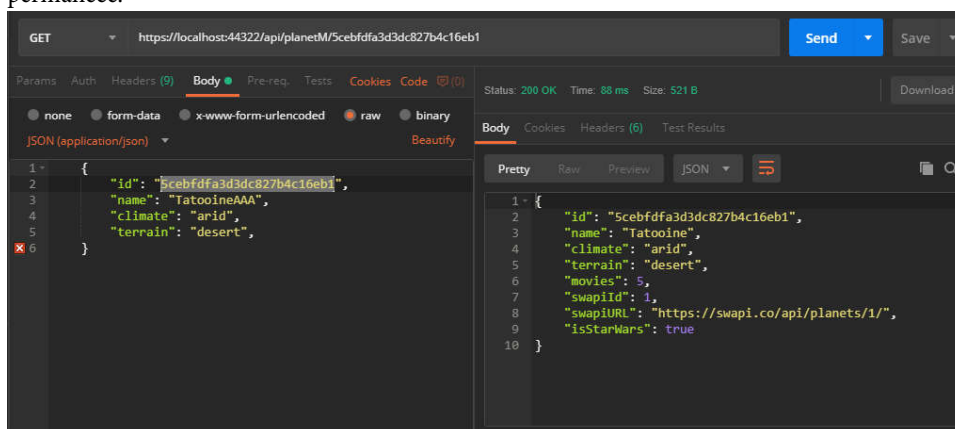 GET https://localhost:44322/api/planetM/5cebfdfa3d3dc827b4c16eb1 Send Save
Params Auth Headers (9) Body Pre-req. Tests Cookies Code (0)
none form-data x-www-form-urlencoded raw binary
JSON (application/json) Beautify
1 {
2 "id": "5cebfdfa3d3dc827b4c16eb1",
3 "name": "TatooineAAA",
4 "climate": "arid",
5 "terrain": "desert",
6 }
Status: 200 OK Time: 88 ms Size: 521 B Download
Body Cookies Headers (6) Test Results
Pretty Raw Preview JSON
1 {
2 "id": "5cebfdfa3d3dc827b4c16eb1",
3 "name": "Tatooine",
4 "climate": "arid",
5 "terrain": "desert",
6 "movies": 5,
7 "swapiId": 1,
8 "swapiURL": "https://swapi.co/api/planets/1/",
9 "isStarWars": true
10 }